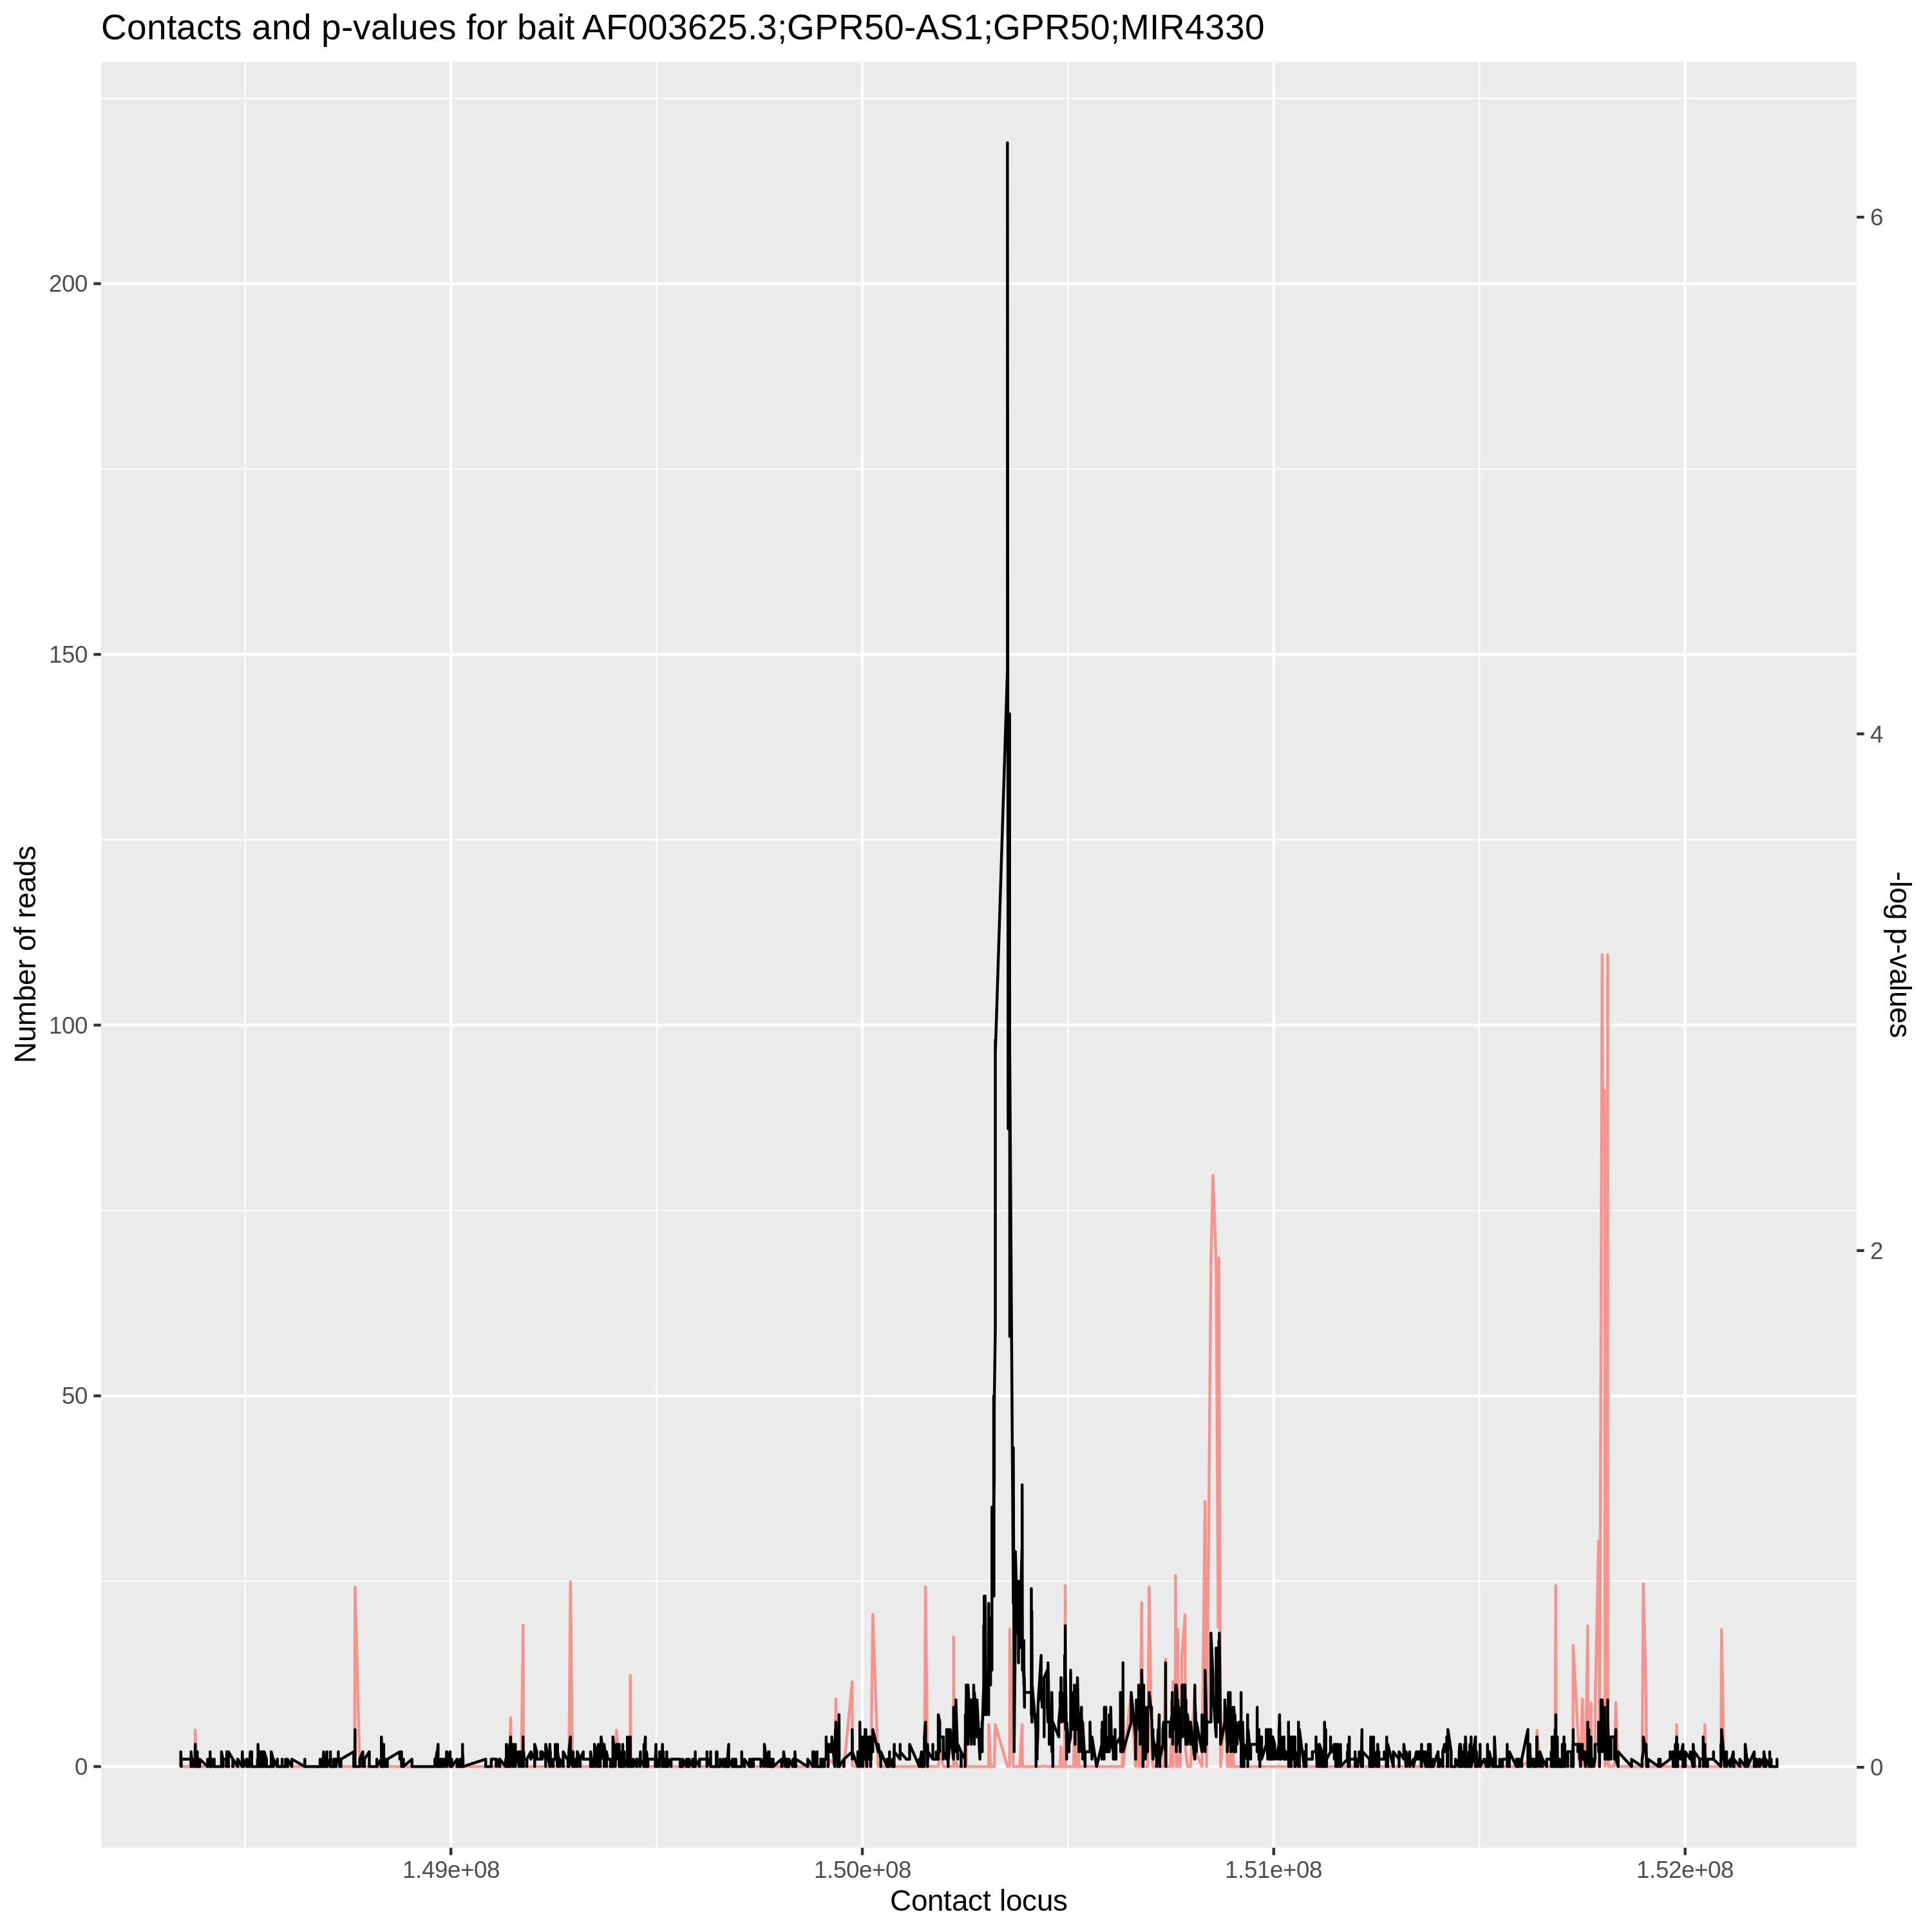 Contacts and p-values for bait AF003625.3;GPR50-AS1;GPR50;MIR4330
200
150
100
50
0
Number of reads
6
4
2
0
-log p-values
1.49e+08
1.50e+08
1.51e+08
1.52e+08
Contact locus